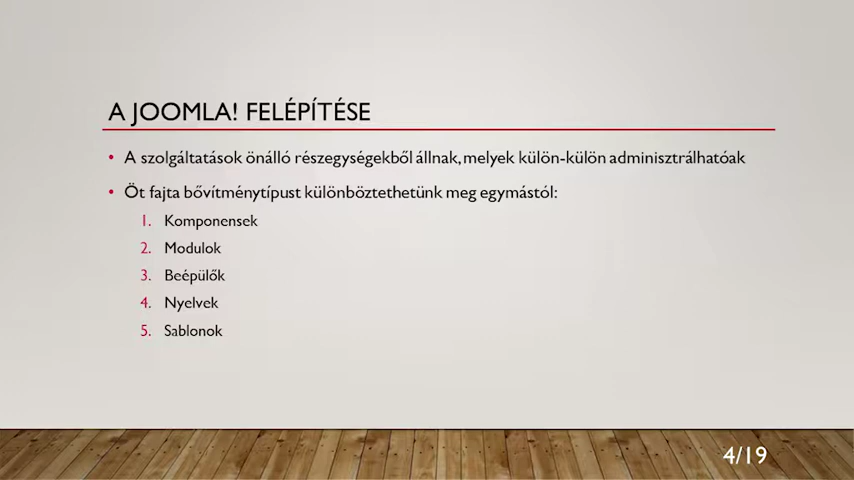 A JOOMLA! FELÉPÍTÉSE
• A szolgáltatások önálló részegységekből állnak, melyek külön-külön adminisztrálhatóak
• Öt fajta bővítménytípust különböztethetünk meg egymástól:
1. Komponensek
2. Modulok
3. Beépülők
4. Nyelvek
5. Sablonok
4/19